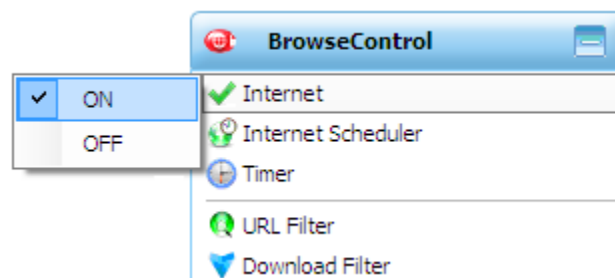 BrowseControl
Internet
ON
OFF
Internet Scheduler
Timer
URL Filter
Download Filter